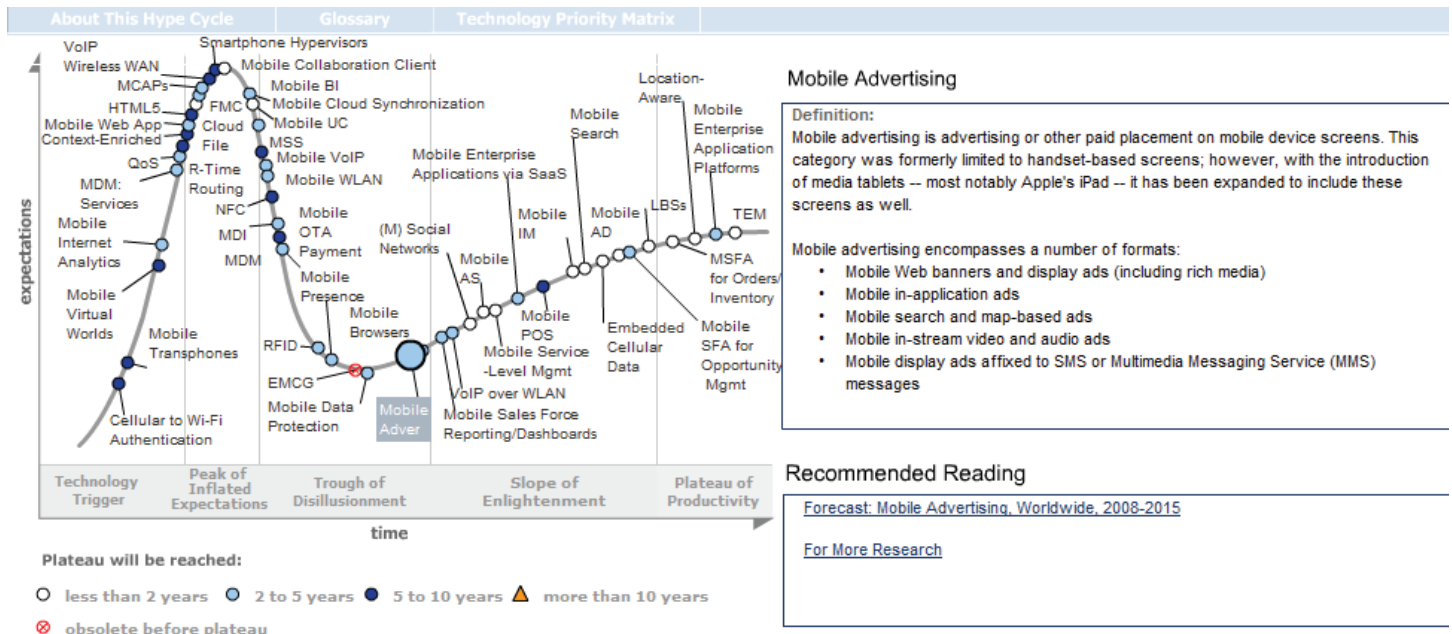 About This Hype Cycle
Glossary
Technology Priority Matrix
expectations
VoIP
Wireless WAN
Smartphone Hypervisors
Mobile Collaboration Client
MCAPs
Mobile BI
HTML5
FMC
Mobile Cloud Synchronization
Mobile Web App
Cloud
Mobile UC
Context-Enriched
File
MSS
QoS
R-Time
Routing
Mobile VoIP
MDM:
Services
Mobile WLAN
NFC
Mobile
Internet
Analytics
MDI
Mobile
OTA
Payment
MDM
Mobile
Virtual
Worlds
Mobile
Presence
Mobile
Transphones
Mobile
Browsers
RFID
EMCG
Cellular to Wi-Fi
Authentication
Mobile Data
Protection
Mobile
Adver
(M) Social
Networks
Mobile
AS
Mobile Enterprise
Applications via SaaS
Mobile
Search
Mobile
IM
Mobile
POS
Mobile Service
-Level Mgmt
VoIP over WLAN
Mobile Sales Force
Reporting/Dashboards
Mobile
AD
Embedded
Cellular
Data
Location-
Aware
LBSs
Mobile
Enterprise
Application
Platforms
TEM
MSFA
for Orders/
Inventory
Mobile
SFA for
Opportunity
Mgmt
Technology
Trigger
Peak of
Inflated
Expectations
Trough of
Disillusionment
Slope of
Enlightenment
Plateau of
Productivity
time
Plateau will be reached:
less than 2 years
2 to 5 years
5 to 10 years
more than 10 years
obsolete before plateau
Mobile Advertising
Definition:
Mobile advertising is advertising or other paid placement on mobile device screens. This
category was formerly limited to handset-based screens; however, with the introduction
of media tablets -- most notably Apple's iPad -- it has been expanded to include these
screens as well.
Mobile advertising encompasses a number of formats:
• Mobile Web banners and display ads (including rich media)
• Mobile in-application ads
• Mobile search and map-based ads
• Mobile in-stream video and audio ads
• Mobile display ads affixed to SMS or Multimedia Messaging Service (MMS)
messages
Recommended Reading
Forecast: Mobile Advertising, Worldwide, 2008-2015
For More Research